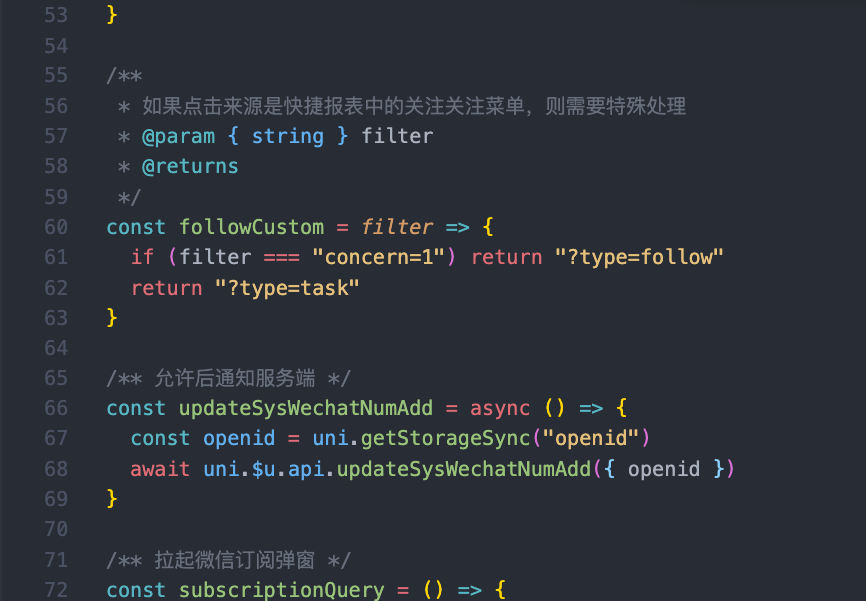 53 }
54
55 /**
56  * 如果点击来源是快捷报表中的关注关注菜单，则需要特殊处理
57  * @param { string } filter
58  * @returns
59  */
60 const followCustom = filter => {
61   if (filter === "concern=1") return "?type=follow"
62   return "?type=task"
63 }
64
65 /** 允许后通知服务端 */
66 const updateSysWechatNumAdd = async () => {
67   const openid = uni.getStorageSync("openid")
68   await uni.$u.api.updateSysWechatNumAdd({ openid })
69 }
70
71 /** 拉起微信订阅弹窗 */
72 const subscriptionQuery = () => {